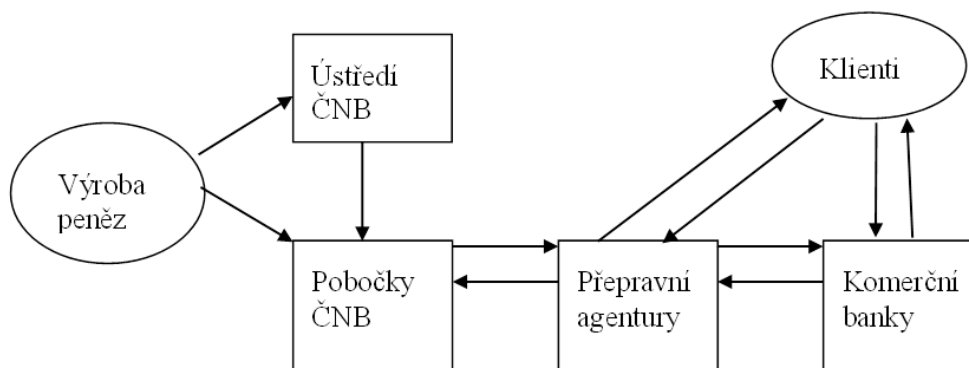 Ústředí
ČNB
Klienti
Výroba
peněz
Pobočky
ČNB
Přepravní
agentury
Komerční
banky